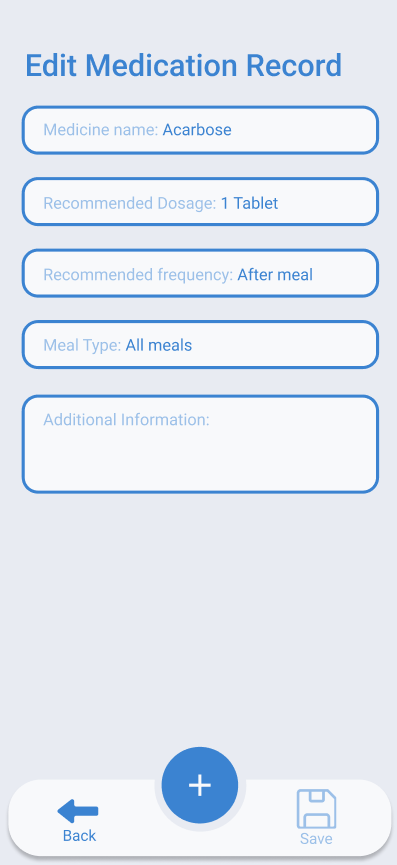 Edit Medication Record
Medicine name: Acarbose
Recommended Dosage: 1 Tablet
Recommended frequency: After meal
Meal Type: All meals
Additional Information:
Back
Save